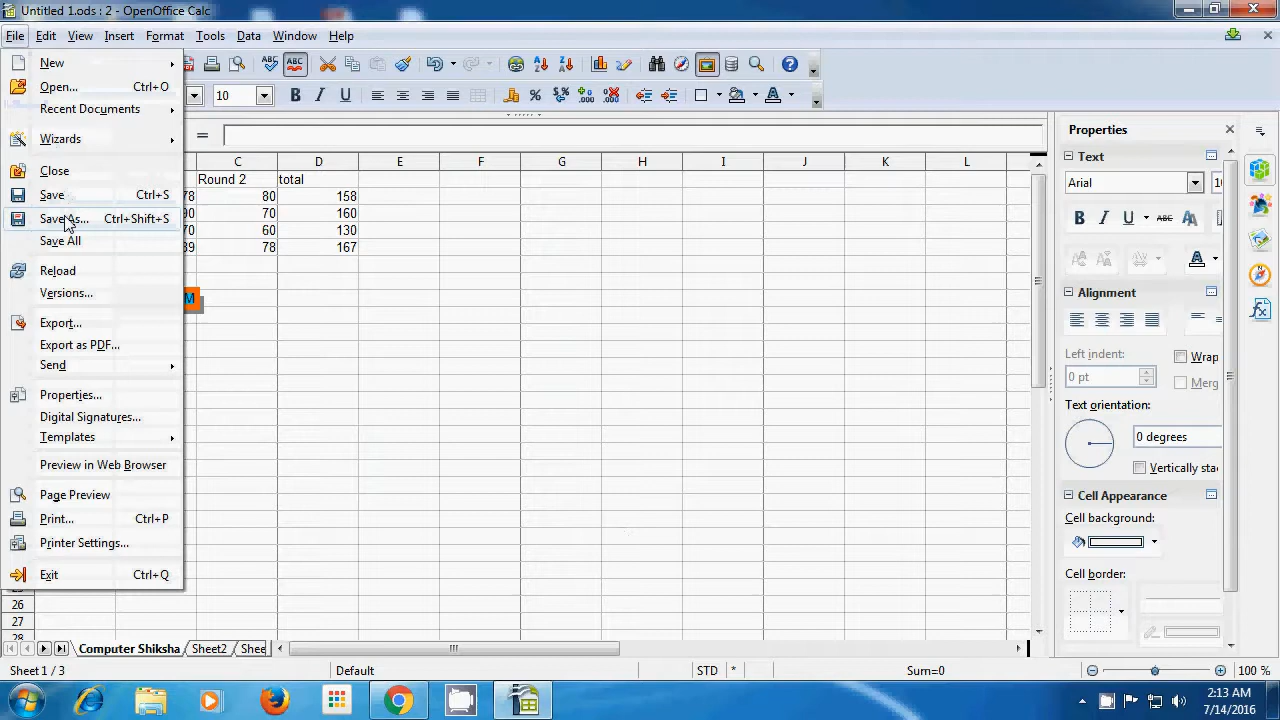 Untitled 1.ods : 2 - OpenOffice Calc
File Edit View Insert Format Tools Data Window Help
New
Open... Ctrl+O
Recent Documents
Wizards
Close
Save Ctrl+S
Save As... Ctrl+Shift+S
Save All
Reload
Versions...
Export...
Export as PDF...
Send
Properties...
Digital Signatures...
Templates
Preview in Web Browser
Page Preview
Print... Ctrl+P
Printer Settings...
Exit Ctrl+Q
10
=
C D E F G H I J K L
Round 2 total
78 80 158
90 70 160
70 60 130
39 78 167
M
26
27
28
Computer Shiksha Sheet2 Shee
Sheet 1 / 3 Default STD * Sum=0 100 %
Properties
Text
Arial
Alignment
Left indent:
Wrap
0 pt
Merg
Text orientation:
0 degrees
Vertically stac
Cell Appearance
Cell background:
Cell border:
2:13 AM
7/14/2016